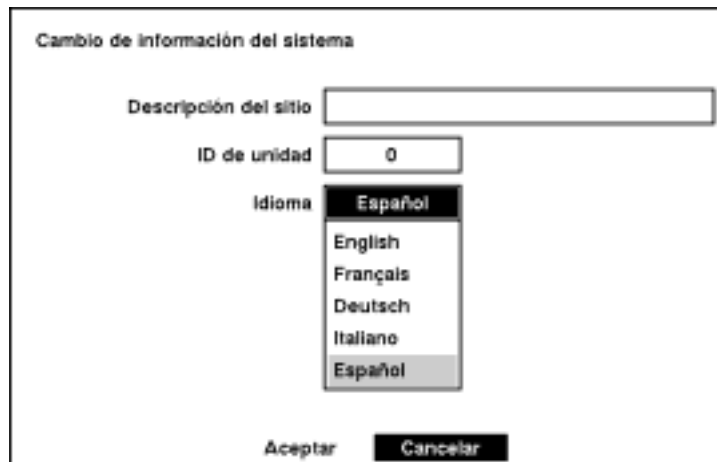 Cambio de información del sistema
Descripción del sitio
ID de unidad 0
Idioma Español
English
Français
Deutsch
Italiano
Español
Aceptar Cancelar